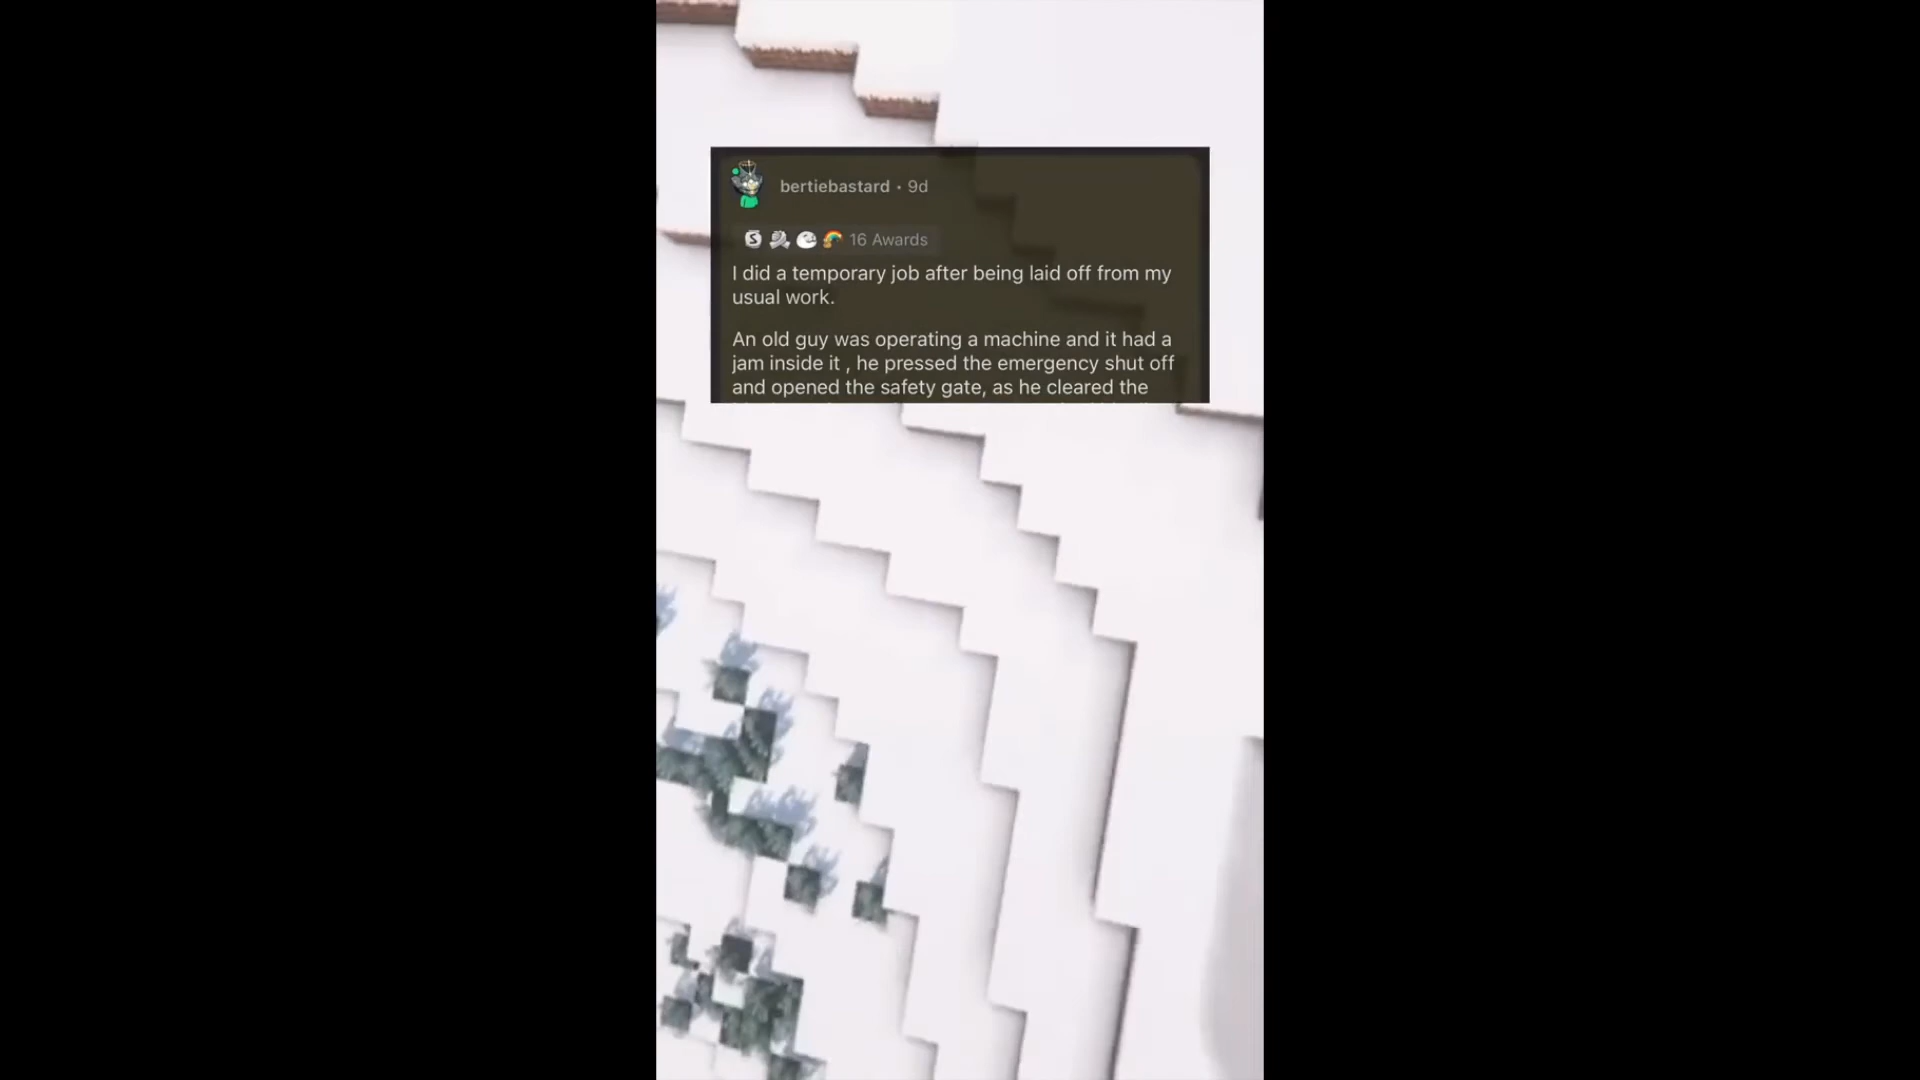 bertiebastard • 9d
16 Awards
I did a temporary job after being laid off from my
usual work.
An old guy was operating a machine and it had a
jam inside it , he pressed the emergency shut off
and opened the safety gate, as he cleared the